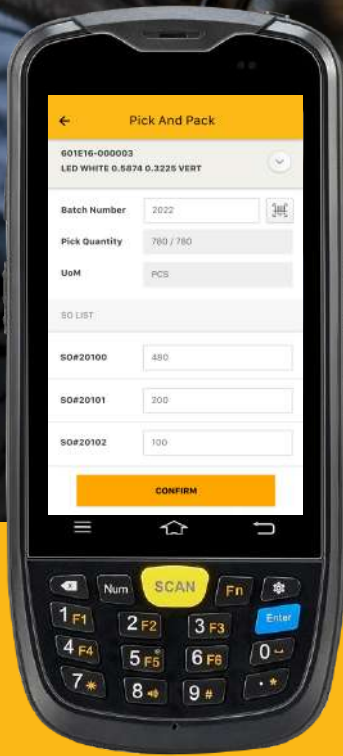 Pick And Pack
601E16-000003
LED WHITE 0.5874 0.3225 VERT
Batch Number 2022
Pick Quantity 780 / 780
UoM PCS
SO LIST
SO#20100 480
SO#20101 200
SO#20102 100
CONFIRM
Num SCAN Fn
1 F1 2 F2 3 F3 Enter
4 F4 5 F5 6 F6 0
7 * 8 9 #
. *